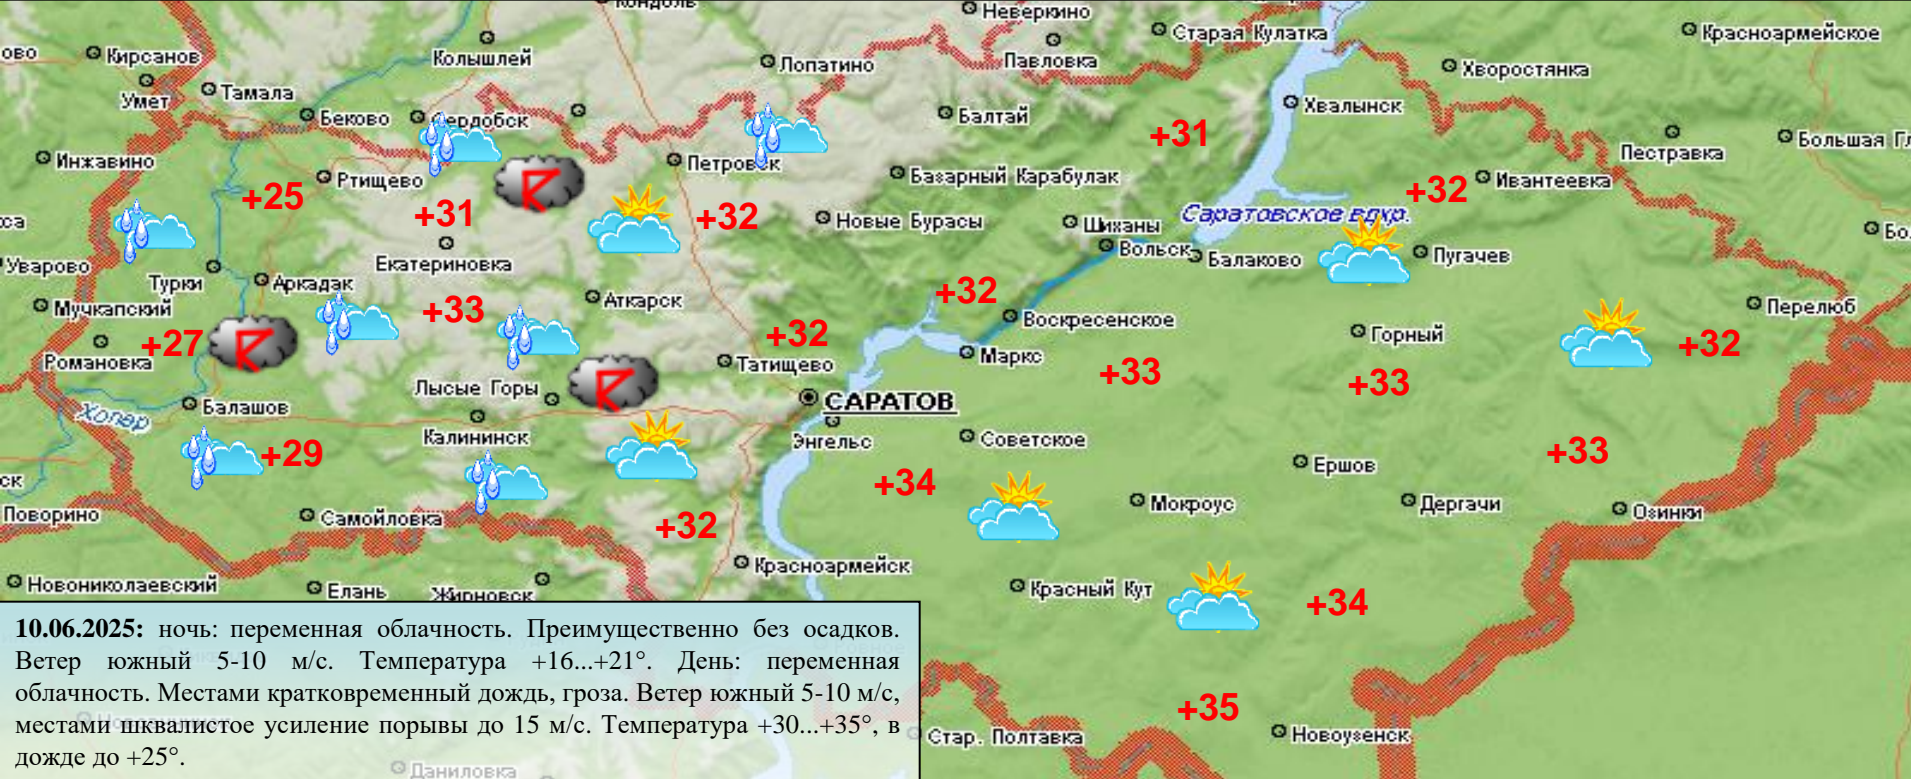 Кондоль
Неверкино
Старая Кулатка
Красноармейское
ово
Кирсанов
Колышлей
Лопатино
Павловка
Хворостянка
Умет
Тамала
Беково
Сердобск
Балтай
Хвалынск
+31
Большая Гл
Пестравка
Инжавино
Ртищево
Петровск
Базарный Карабулак
Ивантеевка
+25
+31
+32
+32
Саратовское вдхр.
Новые Бурасы
Шиханы
Вольск
Балаково
Пугачев
Бо
са
Уварово
Турки
Аркадак
Екатериновка
Аткарск
+32
Мучкапский
+33
Воскресенское
Перелюб
+27
+32
Горный
+32
Романовка
Татищево
Маркс
+33
+33
Лысые Горы
САРАТОВ
Хопер
Балашов
Калининск
Энгельс
Советское
+29
+34
Ершов
+33
ск
Поворино
Самойловка
+32
Мокроус
Дергачи
Озинки
Новониколаевский
Елань
Жирновск
Красноармейск
Красный Кут
+34
10.06.2025: ночь: переменная облачность. Преимущественно без осадков.
Ветер южный 5-10 м/с. Температура +16...+21°. День: переменная
облачность. Местами кратковременный дождь, гроза. Ветер южный 5-10 м/с,
местами шквалистое усиление порывы до 15 м/с. Температура +30...+35°, в
дожде до +25°.
+35
Стар. Полтавка
Новоузенск
Даниловка